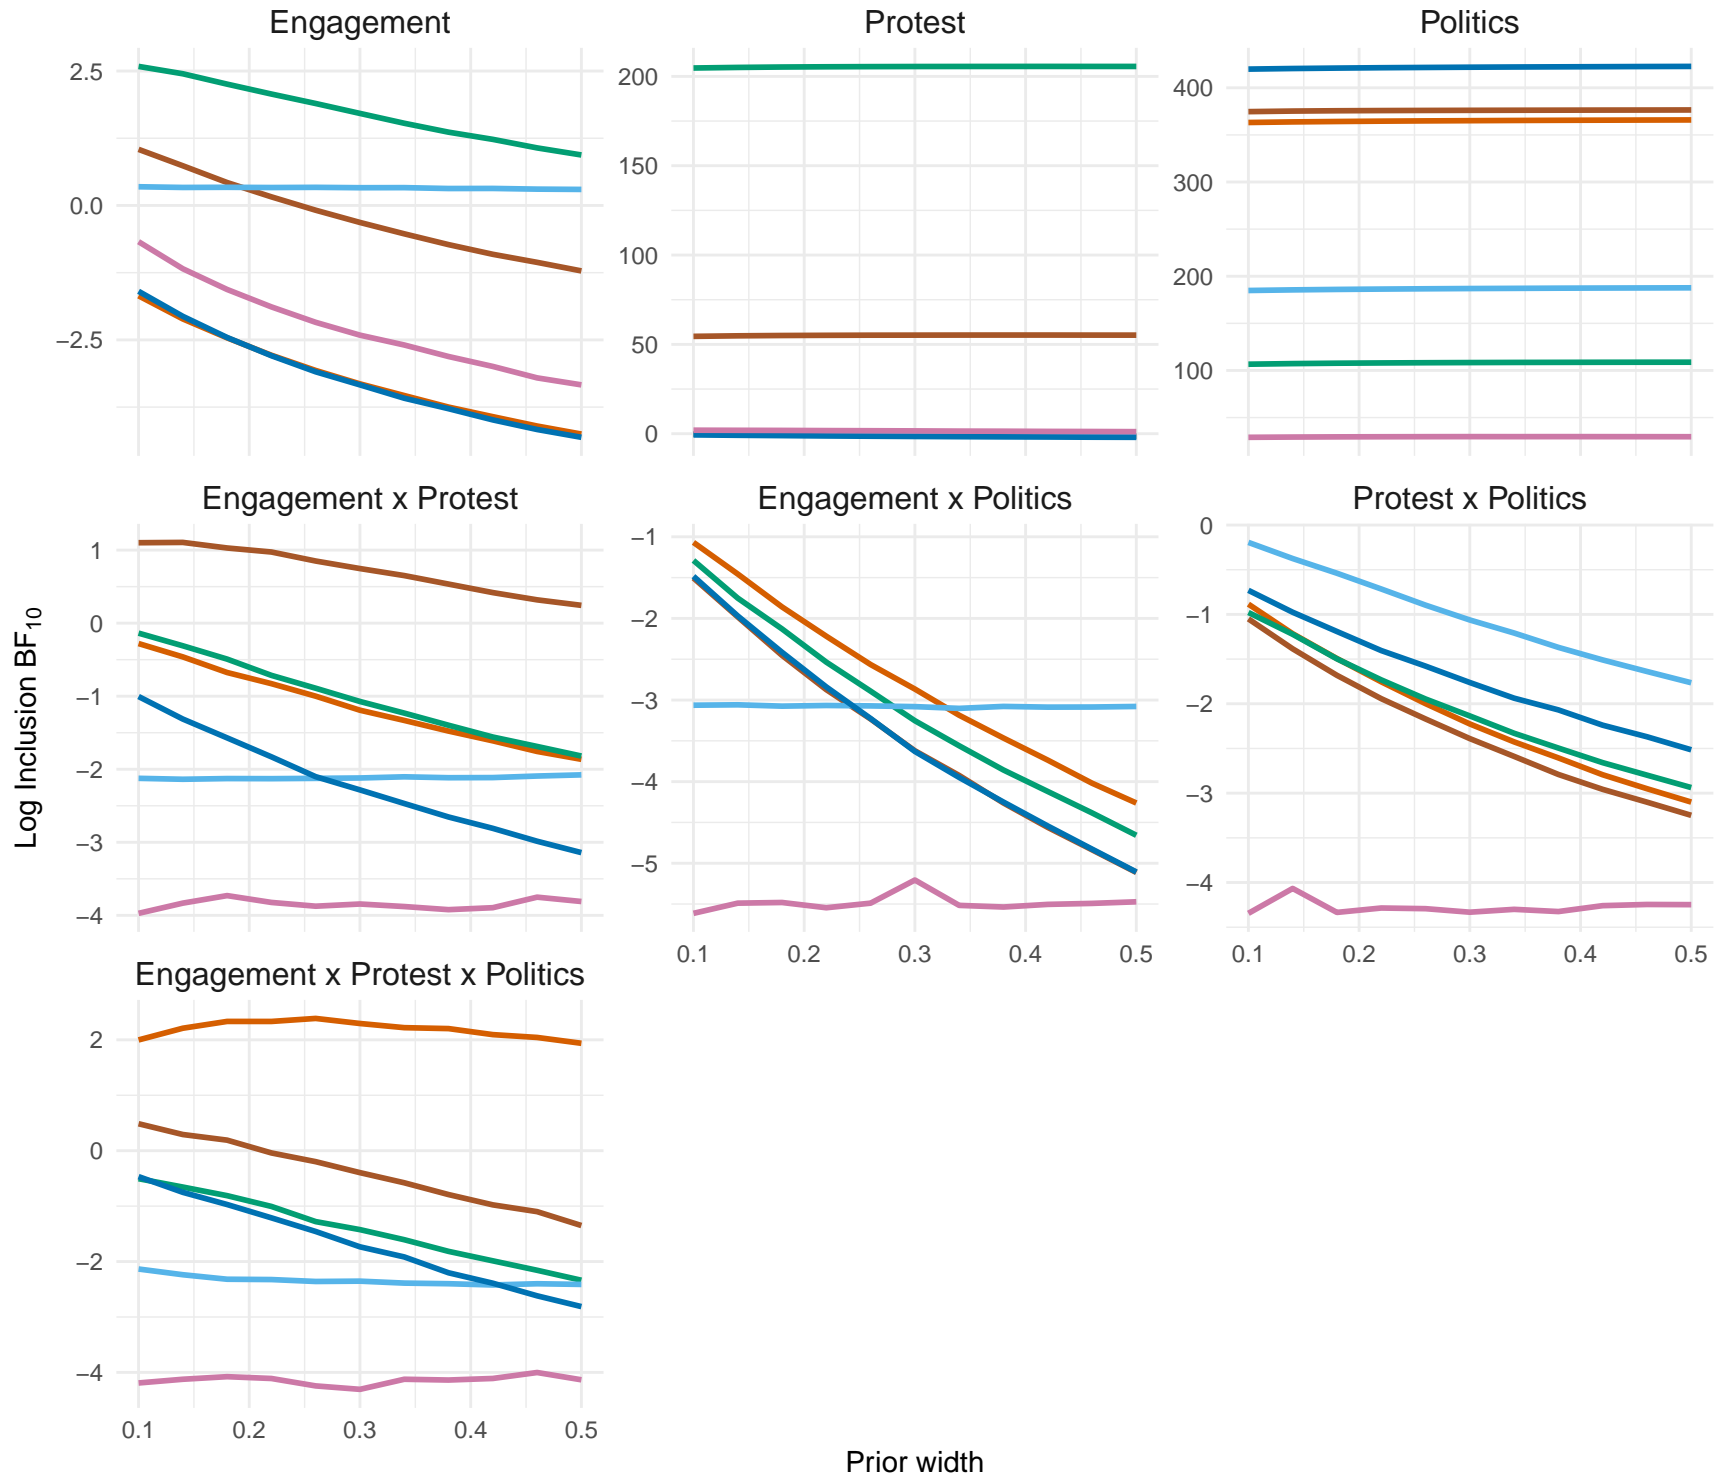 Engagement
Protest
Politics
2.5
0.0
−2.5
200
150
100
50
0
400
300
200
100
Engagement x Protest
Engagement x Politics
Protest x Politics
1
0
−1
−2
−3
−4
−1
−2
−3
−4
−5
0
−1
−2
−3
−4
0.1 0.2 0.3 0.4 0.5
0.1 0.2 0.3 0.4 0.5
Engagement x Protest x Politics
2
0
−2
−4
0.1 0.2 0.3 0.4 0.5
Log Inclusion BF₁₀
Prior width